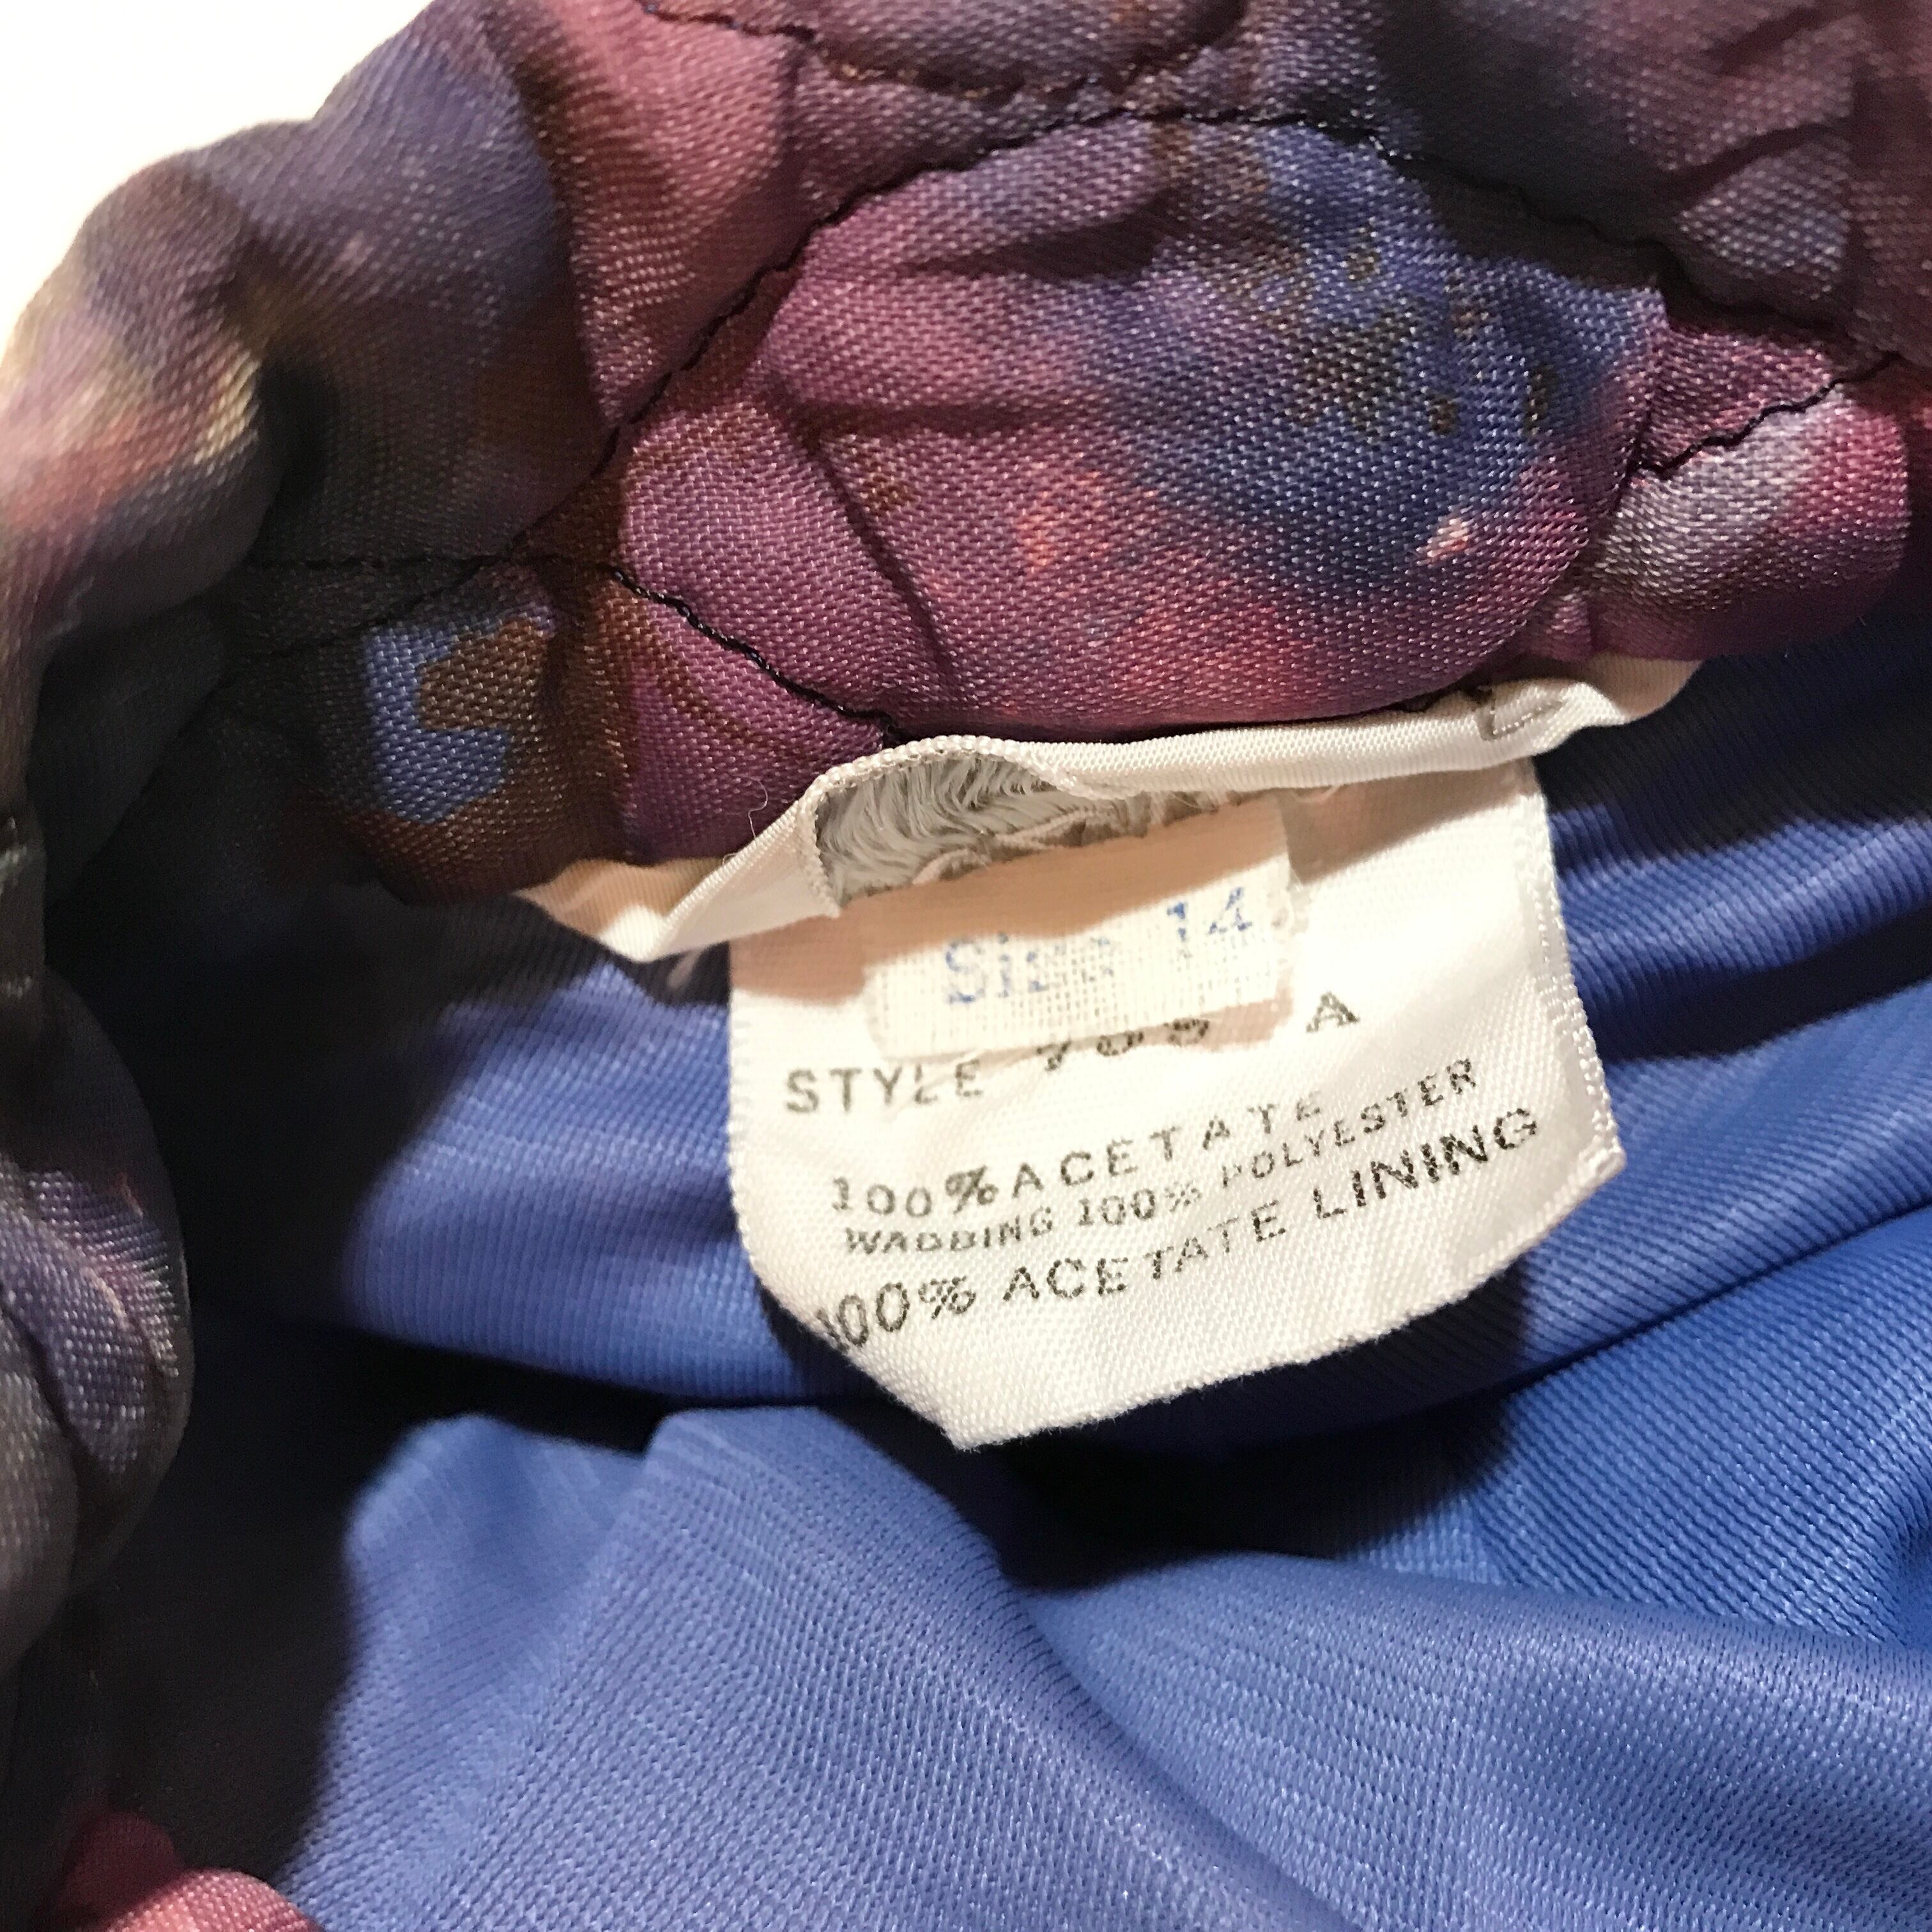 Size 14
STYLE A
100% ACETATE
WADDING 100% POLYESTER
100% ACETATE LINING